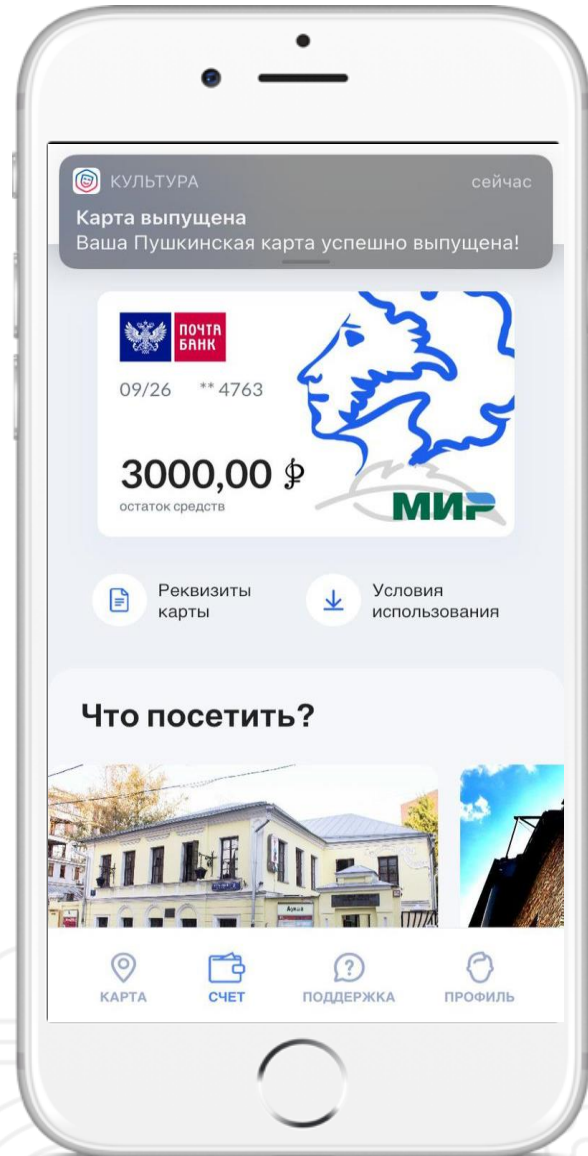 КУЛЬТУРА сейчас
Карта выпущена
Ваша Пушкинская карта успешно выпущена!
ПОЧТА
БАНК
09/26 ** 4763
3000,00 ₽
остаток средств
МИР
Реквизиты
карты
Условия
использования
Что посетить?
КАРТА СЧЕТ ПОДДЕРЖКА ПРОФИЛЬ